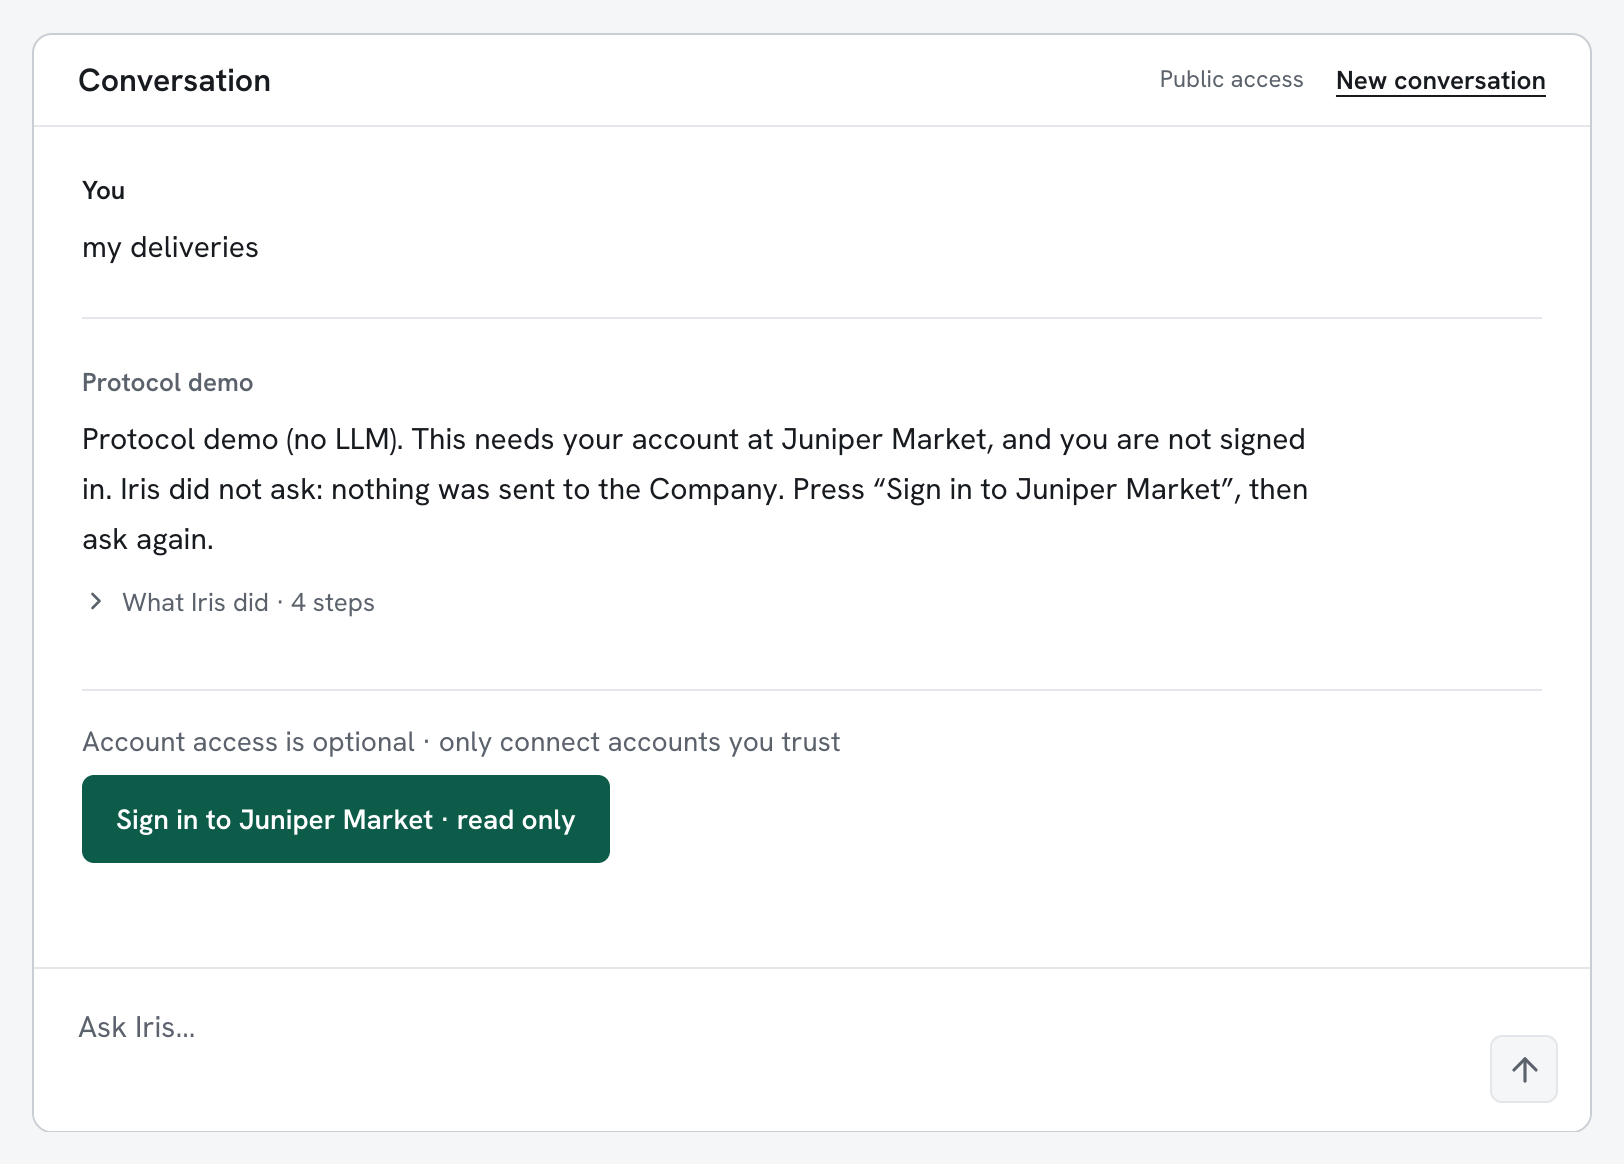 Conversation
Public access
New conversation
You
my deliveries
Protocol demo
Protocol demo (no LLM). This needs your account at Juniper Market, and you are not signed
in. Iris did not ask: nothing was sent to the Company. Press “Sign in to Juniper Market”, then
ask again.
What Iris did · 4 steps
Account access is optional · only connect accounts you trust
Sign in to Juniper Market · read only
Ask Iris...